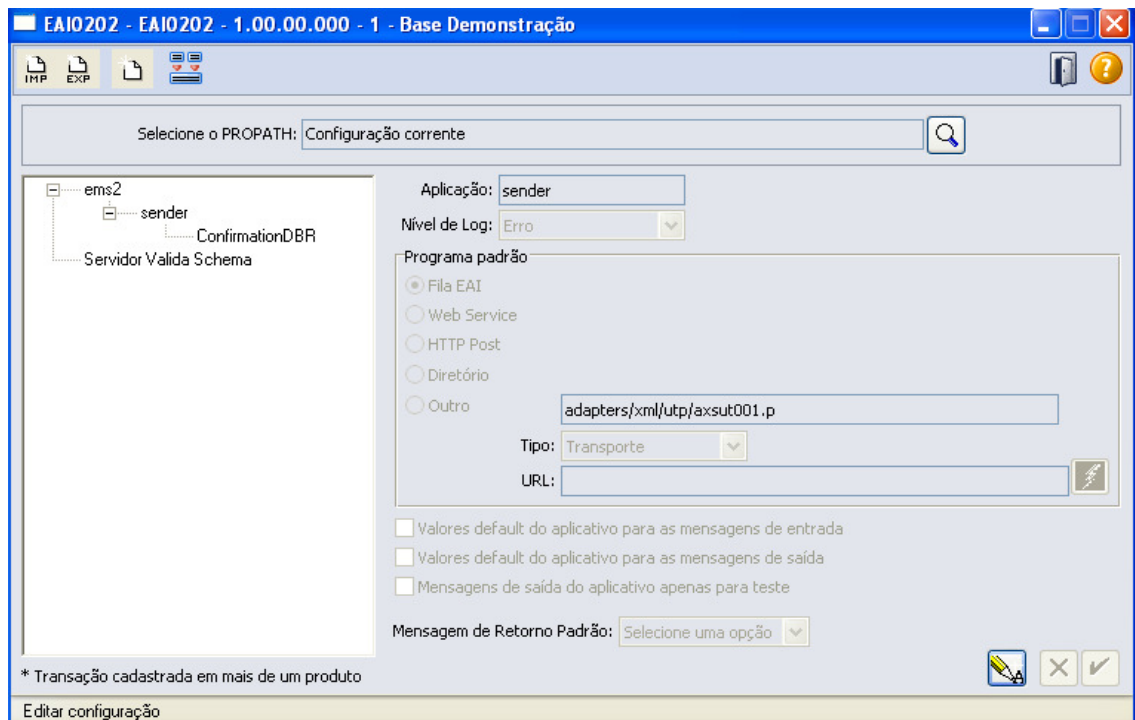 EAI0202 - EAI0202 - 1.00.00.000 - 1 - Base Demonstração
IMP EXP
Selecione o PROPATH: Configuração corrente
ems2
sender
ConfirmationDBR
Servidor Valida Schema
Aplicação: sender
Nível de Log: Erro
Programa padrão
Fila EAI
Web Service
HTTP Post
Diretório
Outro adapters/xml/utp/axsut001.p
Tipo: Transporte
URL:
Valores default do aplicativo para as mensagens de entrada
Valores default do aplicativo para as mensagens de saída
Mensagens de saída do aplicativo apenas para teste
Mensagem de Retorno Padrão: Selecione uma opção
* Transação cadastrada em mais de um produto
Editar configuração